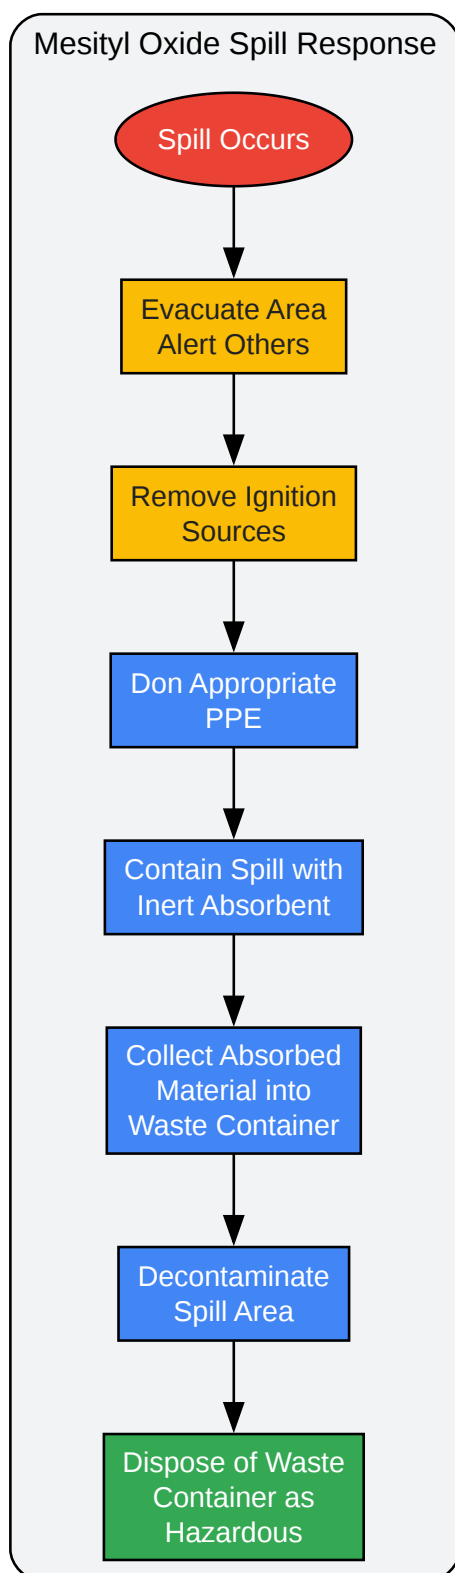 Mesityl Oxide Spill Response
Spill Occurs
Evacuate Area
Alert Others
Remove Ignition
Sources
Don Appropriate
PPE
Contain Spill with
Inert Absorbent
Collect Absorbed
Material into
Waste Container
Decontaminate
Spill Area
Dispose of Waste
Container as
Hazardous